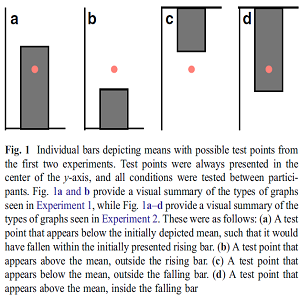 a
b
c
d
Fig. 1 Individual bars depicting means with possible test points from
the first two experiments. Test points were always presented in the
center of the y-axis, and all conditions were tested between partici-
pants. Fig. 1a and b provide a visual summary of the types of graphs
seen in Experiment 1, while Fig. 1a–d provide a visual summary of the
types of graphs seen in Experiment 2. These were as follows: (a) A test
point that appears below the initially depicted mean, such that it would
have fallen within the initially presented rising bar. (b) A test point that
appears above the mean, outside the rising bar. (c) A test point that
appears below the mean, outside the falling bar. (d) A test point that
appears above the mean, inside the falling bar